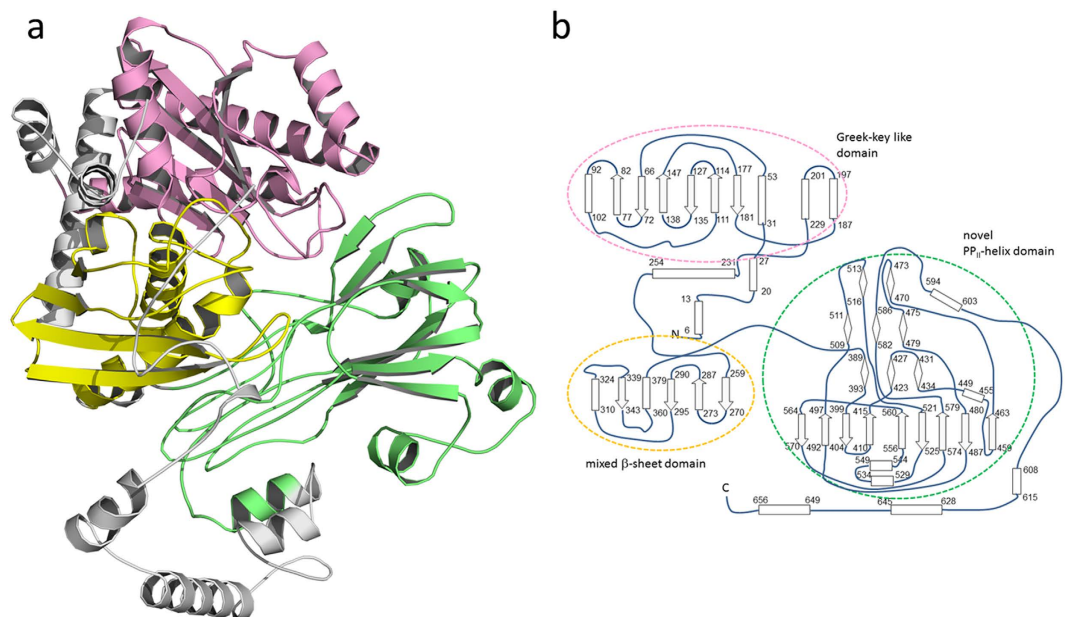 a
b
Greek-key like
domain
92 82 66 147 127 114 177 53 201 197
102 77 72 138 135 111 181 31 229 187
novel
PPII-helix domain
254 231 27
20
13
6
N
513 473 594
603
516 470
511 586 475
509 582 479
389 427 431
393 423 434 449 455
324 339 379 290 287 259
310 343 360 295 273 270
564 497 399 415 560 521 579 480 463
570 492 404 410 556 525 574 487 459
549 544
534 529
mixed β-sheet domain
608
615
C
656 649 645 628